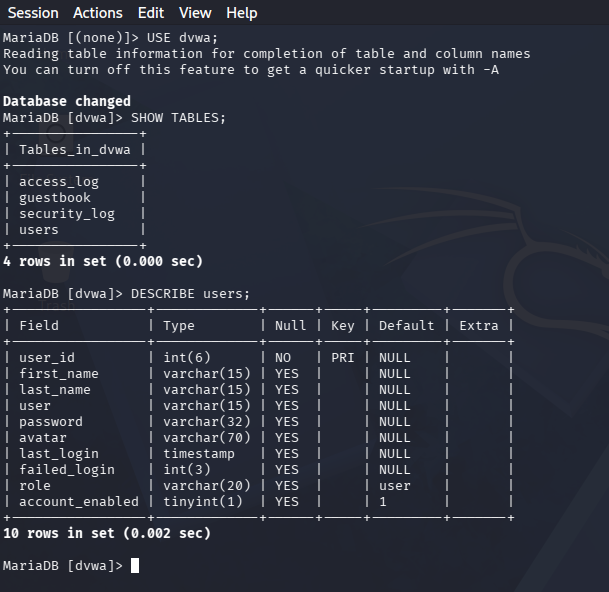 Session Actions Edit View Help
MariaDB [(none)]> USE dvwa;
Reading table information for completion of table and column names
You can turn off this feature to get a quicker startup with -A
Database changed
MariaDB [dvwa]> SHOW TABLES;
+----------------+
| Tables_in_dvwa |
+----------------+
| access_log     |
| guestbook      |
| security_log   |
| users          |
+----------------+
4 rows in set (0.000 sec)
MariaDB [dvwa]> DESCRIBE users;
+-----------------+-------------+------+-----+---------+-------+
| Field           | Type        | Null | Key | Default | Extra |
+-----------------+-------------+------+-----+---------+-------+
| user_id         | int(6)      | NO   | PRI | NULL    |       |
| first_name      | varchar(15) | YES  |     | NULL    |       |
| last_name       | varchar(15) | YES  |     | NULL    |       |
| user            | varchar(15) | YES  |     | NULL    |       |
| password        | varchar(32) | YES  |     | NULL    |       |
| avatar          | varchar(70) | YES  |     | NULL    |       |
| last_login      | timestamp   | YES  |     | NULL    |       |
| failed_login    | int(3)      | YES  |     | NULL    |       |
| role            | varchar(20) | YES  |     | user    |       |
| account_enabled | tinyint(1)  | YES  |     | 1       |       |
+-----------------+-------------+------+-----+---------+-------+
10 rows in set (0.002 sec)
MariaDB [dvwa]>